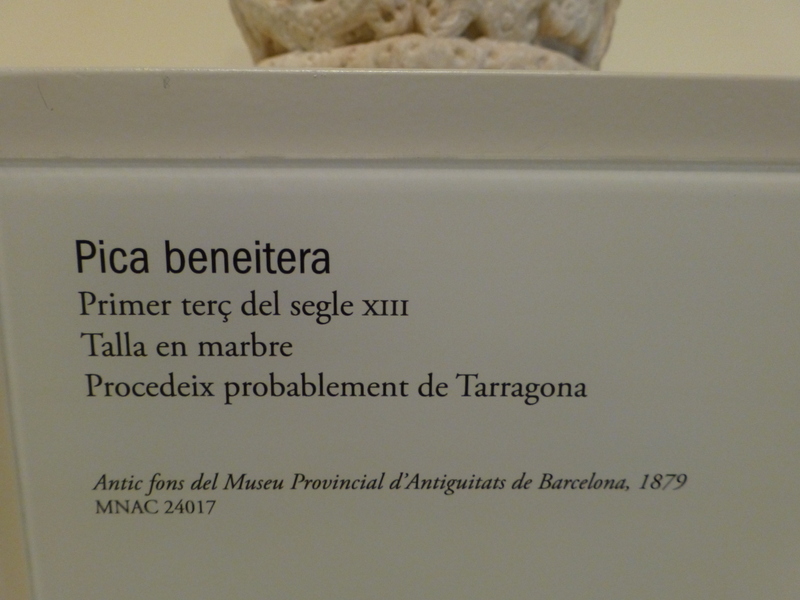 Pica beneitera
Primer terç del segle XIII
Talla en marbre
Procedeix probablement de Tarragona
Antic fons del Museu Provincial d'Antiguitats de Barcelona, 1879
MNAC 24017